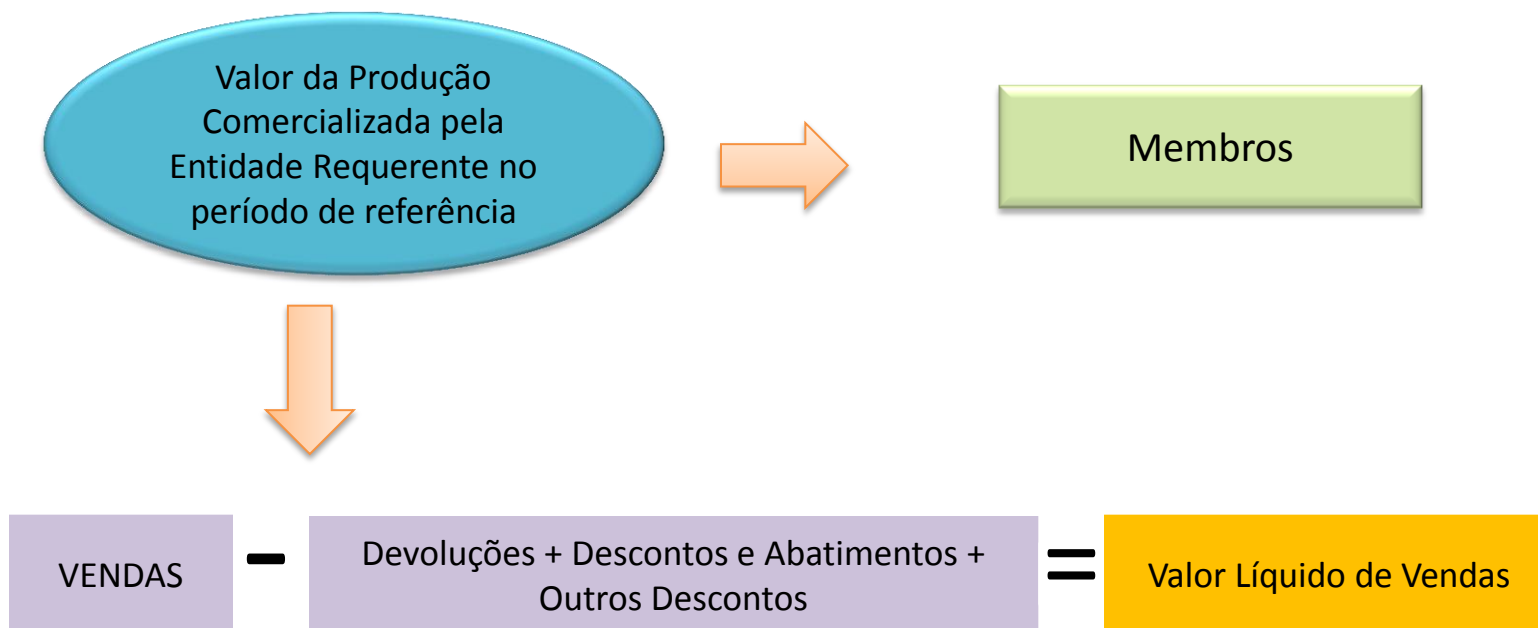 Valor da Produção
Comercializada pela
Entidade Requerente no
período de referência
Membros
VENDAS
-
Devoluções + Descontos e Abatimentos +
Outros Descontos
=
Valor Líquido de Vendas